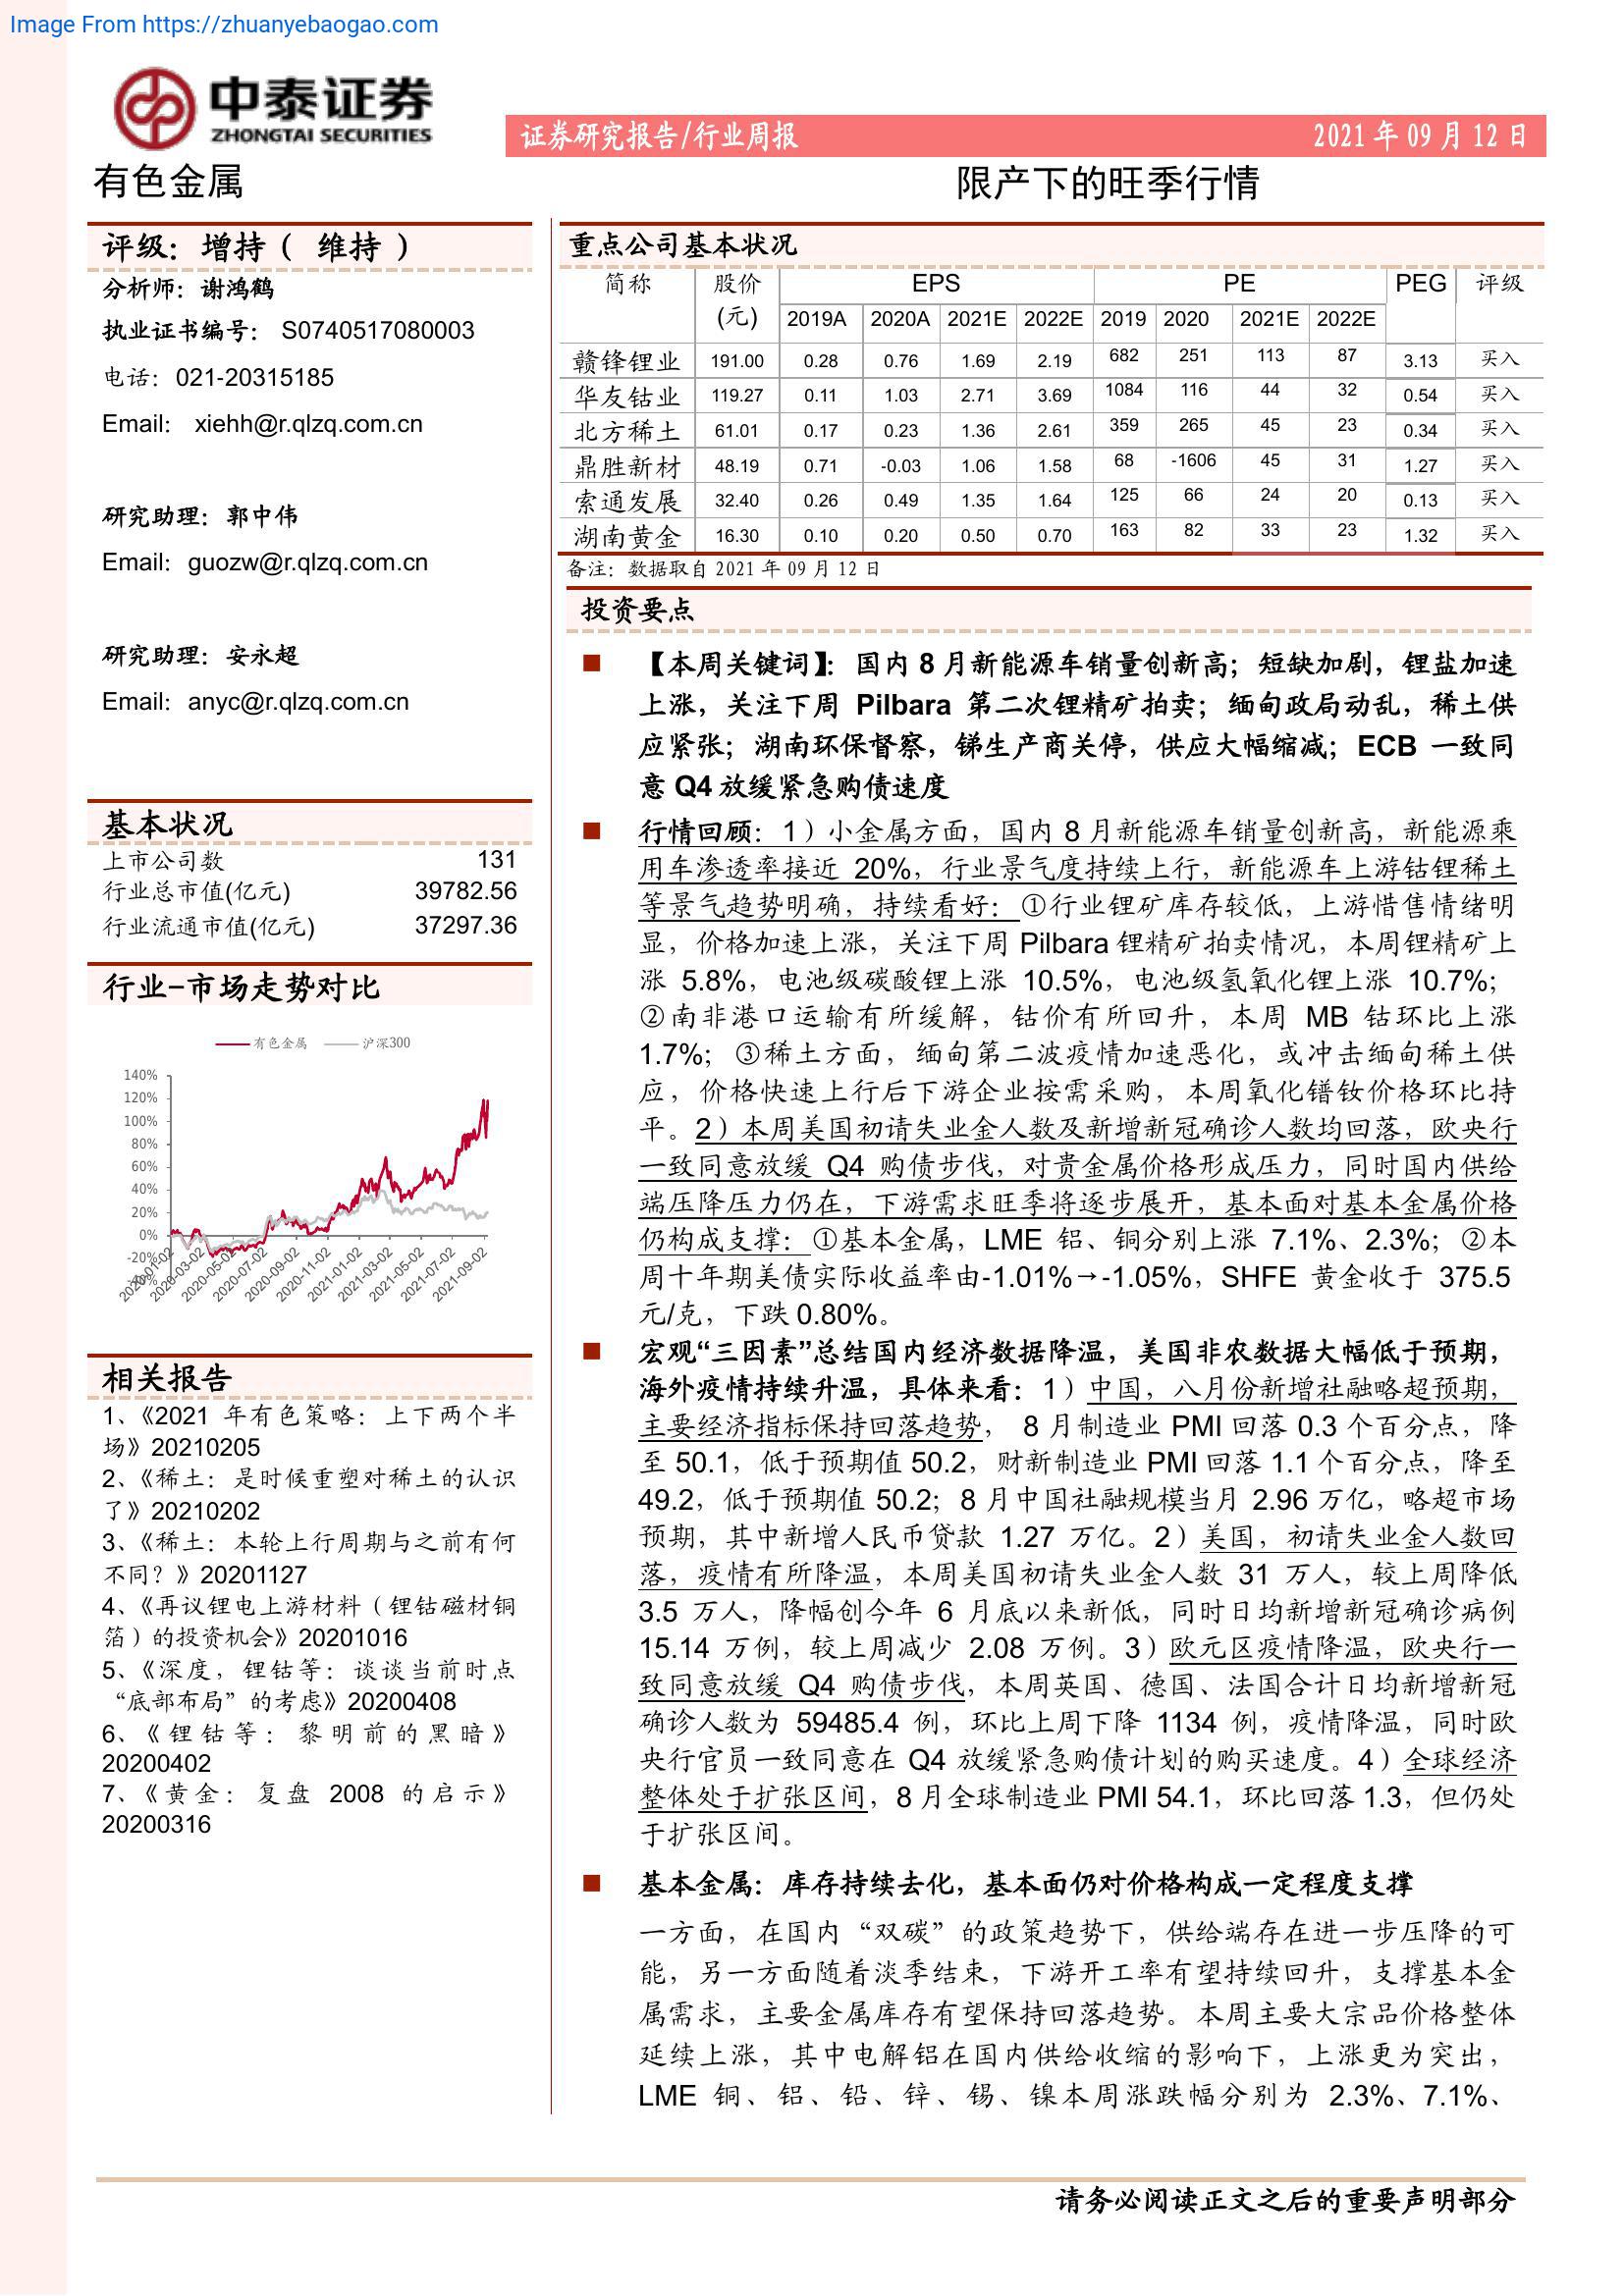 Image From https://zhuanyebaogao.com
中泰证券
ZHONGTAI SECURITIES
证券研究报告/行业周报 2021 年 09 月 12 日
有色金属 限产下的旺季行情
评级：增持（ 维持 ）
分析师：谢鸿鹤
执业证书编号： S0740517080003
电话：021-20315185
Email： xiehh@r.qlzq.com.cn
研究助理：郭中伟
Email：guozw@r.qlzq.com.cn
研究助理：安永超
Email：anyc@r.qlzq.com.cn
基本状况
上市公司数 131
行业总市值(亿元) 39782.56
行业流通市值(亿元) 37297.36
行业-市场走势对比
有色金属 沪深300
140%
120%
100%
80%
60%
40%
20%
0%
-20%
-40%
2020-01-02 2020-03-02 2020-05-02 2020-07-02 2020-09-02 2020-11-02 2021-01-02 2021-03-02 2021-05-02 2021-07-02 2021-09-02
相关报告
1、《2021 年有色策略：上下两个半
场》20210205
2、《稀土：是时候重塑对稀土的认识
了》20210202
3、《稀土：本轮上行周期与之前有何
不同？》20201127
4、《再议锂电上游材料（锂钴磁材铜
箔）的投资机会》20201016
5、《深度，锂钴等：谈谈当前时点
“底部布局”的考虑》20200408
6、《锂钴等：黎明前的黑暗》
20200402
7、《黄金：复盘 2008 的启示》
20200316
重点公司基本状况
简称 股价 EPS PE PEG 评级
(元) 2019A 2020A 2021E 2022E 2019 2020 2021E 2022E
赣锋锂业 191.00 0.28 0.76 1.69 2.19 682 251 113 87 3.13 买入
华友钴业 119.27 0.11 1.03 2.71 3.69 1084 116 44 32 0.54 买入
北方稀土 61.01 0.17 0.23 1.36 2.61 359 265 45 23 0.34 买入
鼎胜新材 48.19 0.71 -0.03 1.06 1.58 68 -1606 45 31 1.27 买入
索通发展 32.40 0.26 0.49 1.35 1.64 125 66 24 20 0.13 买入
湖南黄金 16.30 0.10 0.20 0.50 0.70 163 82 33 23 1.32 买入
备注：数据取自 2021 年 09 月 12 日
投资要点
■ 【本周关键词】：国内 8 月新能源车销量创新高；短缺加剧，锂盐加速
上涨，关注下周 Pilbara 第二次锂精矿拍卖；缅甸政局动乱，稀土供
应紧张；湖南环保督察，锑生产商关停，供应大幅缩减；ECB 一致同
意 Q4 放缓紧急购债速度
■ 行情回顾：1）小金属方面，国内 8 月新能源车销量创新高，新能源乘
用车渗透率接近 20%，行业景气度持续上行，新能源车上游钴锂稀土
等景气趋势明确，持续看好：①行业锂矿库存较低，上游惜售情绪明
显，价格加速上涨，关注下周 Pilbara 锂精矿拍卖情况，本周锂精矿上
涨 5.8%，电池级碳酸锂上涨 10.5%，电池级氢氧化锂上涨 10.7%；
②南非港口运输有所缓解，钴价有所回升，本周 MB 钴环比上涨
1.7%；③稀土方面，缅甸第二波疫情加速恶化，或冲击缅甸稀土供
应，价格快速上行后下游企业按需采购，本周氧化镨钕价格环比持
平。2）本周美国初请失业金人数及新增新冠确诊人数均回落，欧央行
一致同意放缓 Q4 购债步伐，对贵金属价格形成压力，同时国内供给
端压降压力仍在，下游需求旺季将逐步展开，基本面对基本金属价格
仍构成支撑：①基本金属，LME 铝、铜分别上涨 7.1%、2.3%；②本
周十年期美债实际收益率由-1.01%→-1.05%，SHFE 黄金收于 375.5
元/克，下跌 0.80%。
■ 宏观“三因素”总结国内经济数据降温，美国非农数据大幅低于预期，
海外疫情持续升温，具体来看：1）中国，八月份新增社融略超预期，
主要经济指标保持回落趋势， 8 月制造业 PMI 回落 0.3 个百分点，降
至 50.1，低于预期值 50.2，财新制造业 PMI 回落 1.1 个百分点，降至
49.2，低于预期值 50.2；8 月中国社融规模当月 2.96 万亿，略超市场
预期，其中新增人民币贷款 1.27 万亿。2）美国，初请失业金人数回
落，疫情有所降温，本周美国初请失业金人数 31 万人，较上周降低
3.5 万人，降幅创今年 6 月底以来新低，同时日均新增新冠确诊病例
15.14 万例，较上周减少 2.08 万例。3）欧元区疫情降温，欧央行一
致同意放缓 Q4 购债步伐，本周英国、德国、法国合计日均新增新冠
确诊人数为 59485.4 例，环比上周下降 1134 例，疫情降温，同时欧
央行官员一致同意在 Q4 放缓紧急购债计划的购买速度。4）全球经济
整体处于扩张区间，8 月全球制造业 PMI 54.1，环比回落 1.3，但仍处
于扩张区间。
■ 基本金属：库存持续去化，基本面仍对价格构成一定程度支撑
一方面，在国内“双碳”的政策趋势下，供给端存在进一步压降的可
能，另一方面随着淡季结束，下游开工率有望持续回升，支撑基本金
属需求，主要金属库存有望保持回落趋势。本周主要大宗品价格整体
延续上涨，其中电解铝在国内供给收缩的影响下，上涨更为突出，
LME 铜、铝、铅、锌、锡、镍本周涨跌幅分别为 2.3%、7.1%、
请务必阅读正文之后的重要声明部分